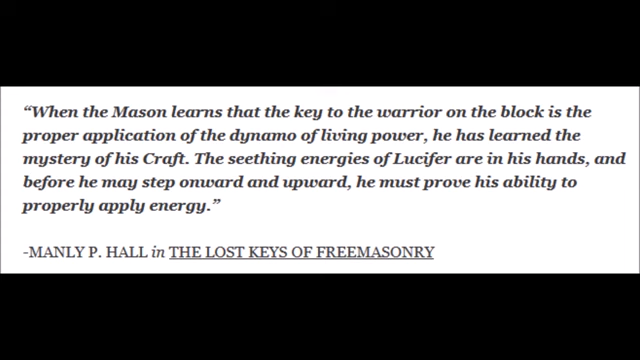 “When the Mason learns that the key to the warrior on the block is the
proper application of the dynamo of living power, he has learned the
mystery of his Craft. The seething energies of Lucifer are in his hands, and
before he may step onward and upward, he must prove his ability to
properly apply energy.”
-MANLY P. HALL in THE LOST KEYS OF FREEMASONRY